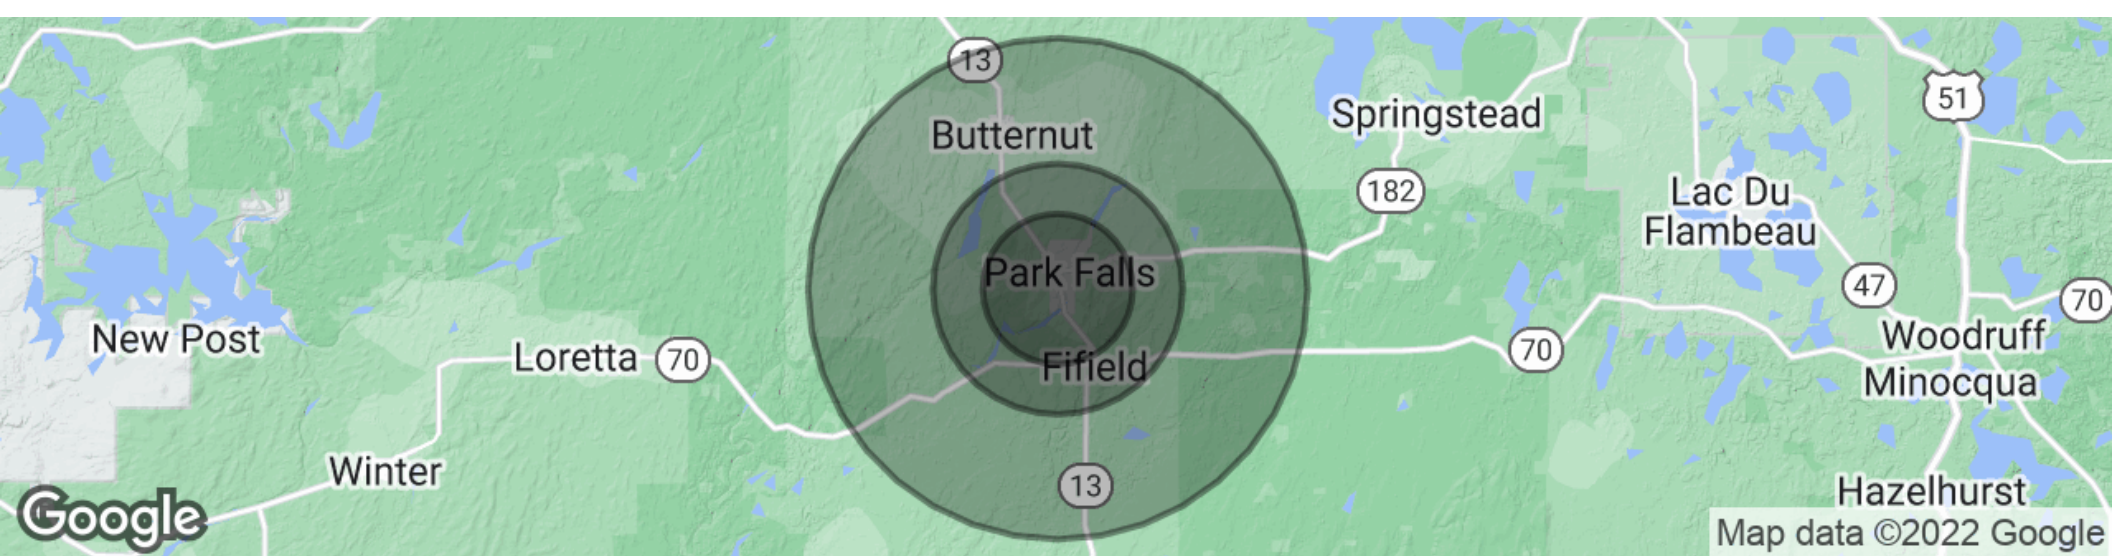 13
51
Springstead
Butternut
182
Lac Du
Flambeau
Park Falls
47
70
New Post
Woodruff
Loretta
70
70
Fifield
Minocqua
Winter
13
Hazelhurst
Google
Map data ©2022 Google